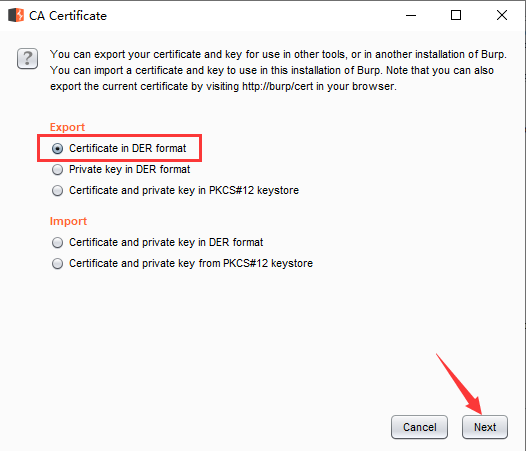 CA Certificate
?
You can export your certificate and key for use in other tools, or in another installation of Burp.
You can import a certificate and key to use in this installation of Burp. Note that you can also
export the current certificate by visiting http://burp/cert in your browser.
Export
Certificate in DER format
Private key in DER format
Certificate and private key in PKCS#12 keystore
Import
Certificate and private key in DER format
Certificate and private key from PKCS#12 keystore
Cancel Next